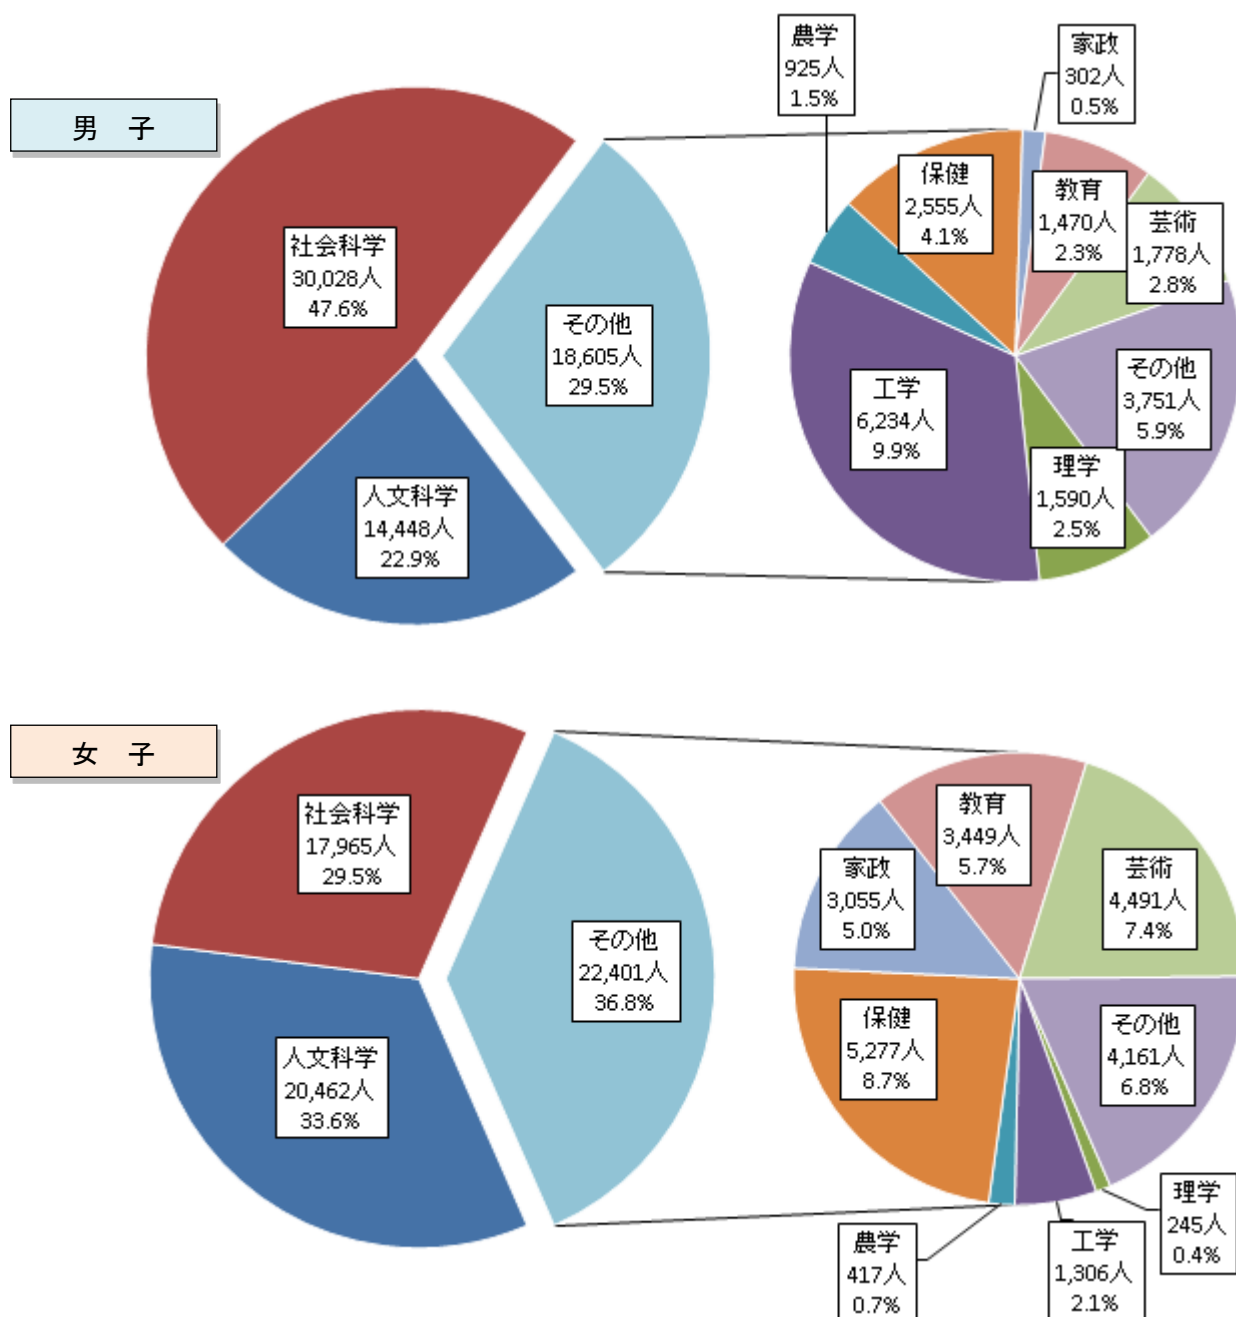 男　子
社会科学
30,028人
47.6%
人文科学
14,448人
22.9%
その他
18,605人
29.5%
農学
925人
1.5%
家政
302人
0.5%
保健
2,555人
4.1%
教育
1,470人
2.3%
芸術
1,778人
2.8%
その他
3,751人
5.9%
工学
6,234人
9.9%
理学
1,590人
2.5%
女　子
社会科学
17,965人
29.5%
人文科学
20,462人
33.6%
その他
22,401人
36.8%
教育
3,449人
5.7%
家政
3,055人
5.0%
芸術
4,491人
7.4%
保健
5,277人
8.7%
その他
4,161人
6.8%
農学
417人
0.7%
工学
1,306人
2.1%
理学
245人
0.4%